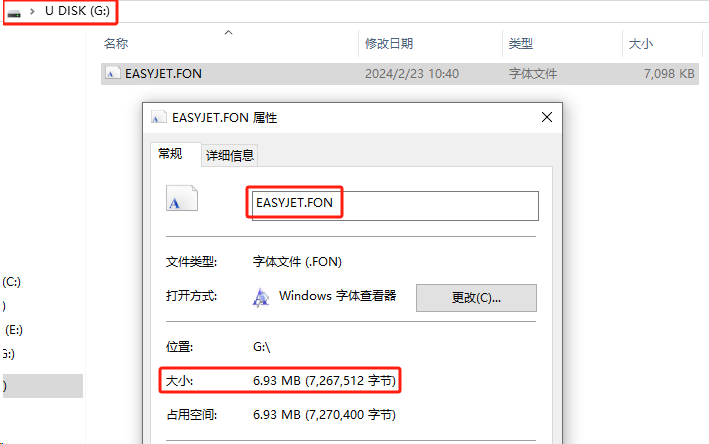 U DISK (G:)
名称 修改日期 类型 大小
EASYJET.FON 2024/2/23 10:40 字体文件 7,098 KB
EASYJET.FON 属性
常规 详细信息
EASYJET.FON
文件类型: 字体文件 (.FON)
(C:)
打开方式: Windows 字体查看器 更改(C)...
)
(E:)
位置: G:\
G:)
大小: 6.93 MB (7,267,512 字节)
)
占用空间: 6.93 MB (7,270,400 字节)